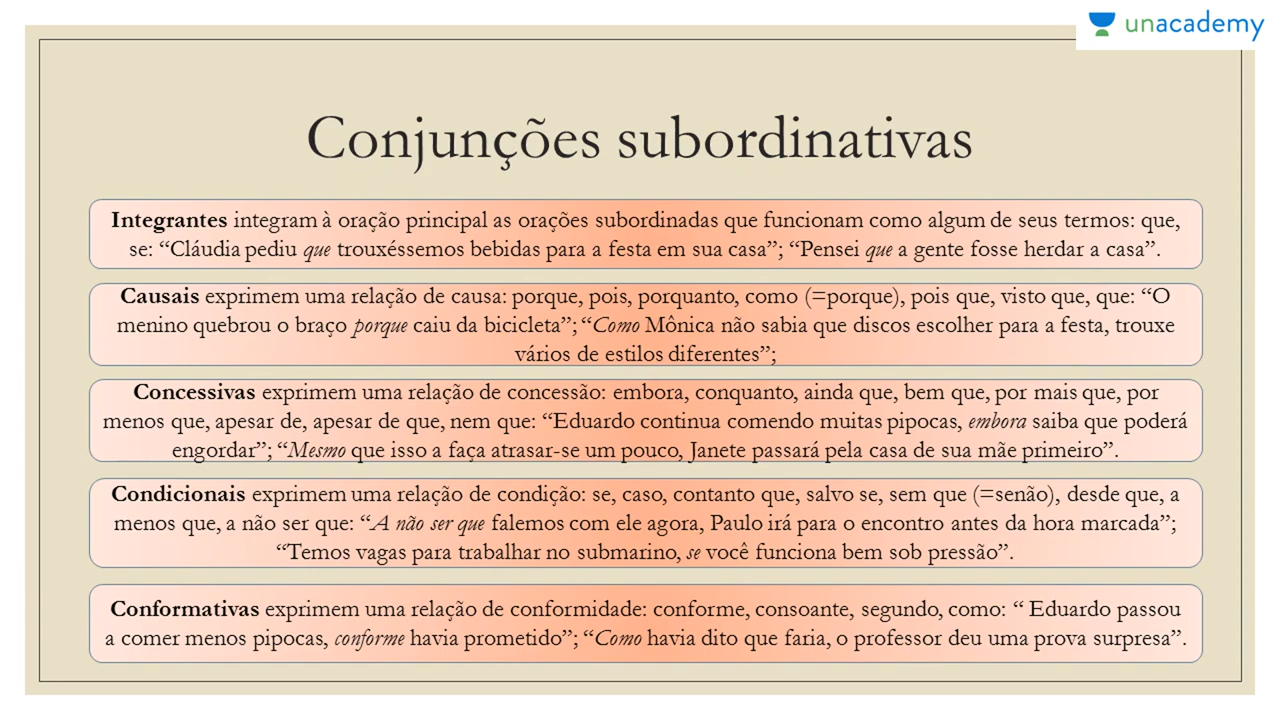 unacademy
Conjunções subordinativas
Integrantes integram à oração principal as orações subordinadas que funcionam como algum de seus termos: que,
se: “Cláudia pediu que trouxéssemos bebidas para a festa em sua casa”; “Pensei que a gente fosse herdar a casa”.
Causais exprimem uma relação de causa: porque, pois, porquanto, como (=porque), pois que, visto que, que: “O
menino quebrou o braço porque caiu da bicicleta”; “Como Mônica não sabia que discos escolher para a festa, trouxe
vários de estilos diferentes”;
Concessivas exprimem uma relação de concessão: embora, conquanto, ainda que, bem que, por mais que, por
menos que, apesar de, apesar de que, nem que: “Eduardo continua comendo muitas pipocas, embora saiba que poderá
engordar”; “Mesmo que isso a faça atrasar-se um pouco, Janete passará pela casa de sua mãe primeiro”.
Condicionais exprimem uma relação de condição: se, caso, contanto que, salvo se, sem que (=senão), desde que, a
menos que, a não ser que: “A não ser que falemos com ele agora, Paulo irá para o encontro antes da hora marcada”;
“Temos vagas para trabalhar no submarino, se você funciona bem sob pressão”.
Conformativas exprimem uma relação de conformidade: conforme, consoante, segundo, como: “ Eduardo passou
a comer menos pipocas, conforme havia prometido”; “Como havia dito que faria, o professor deu uma prova surpresa”.